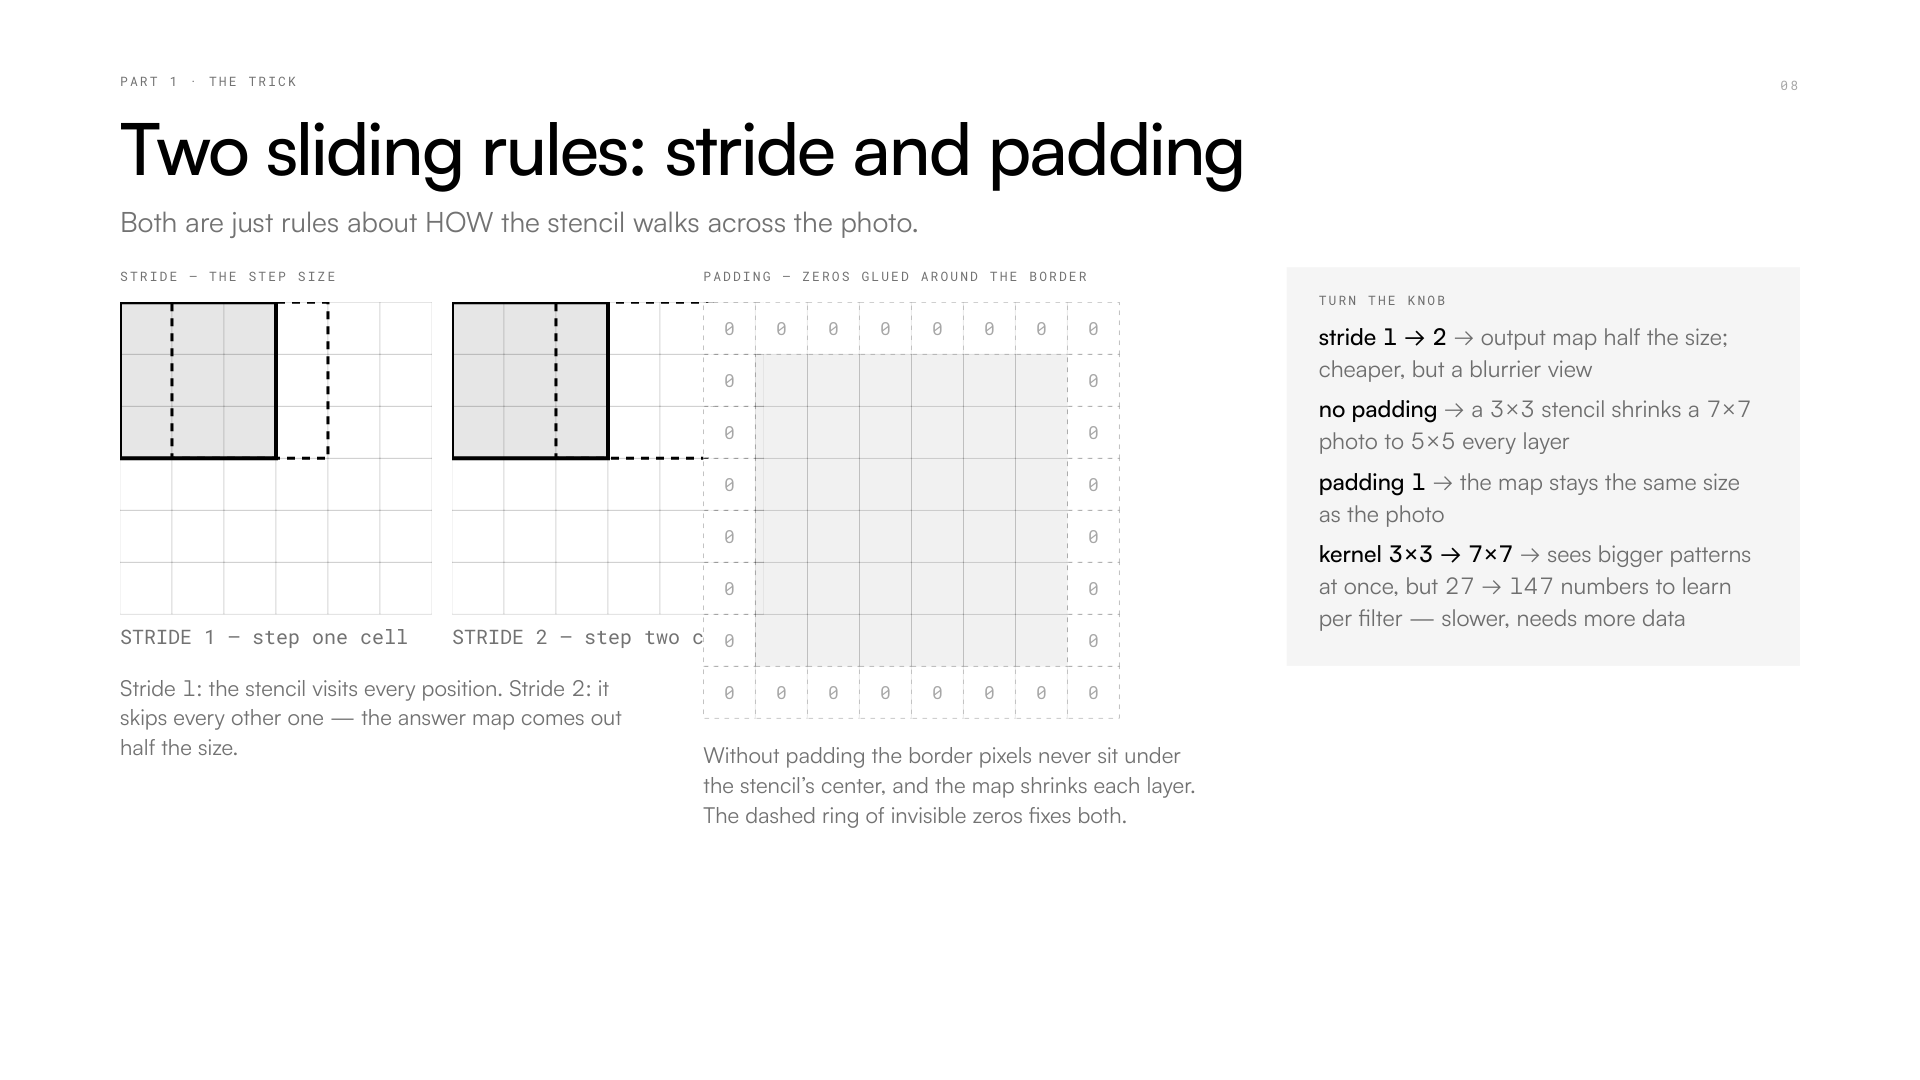 PART 1 · THE TRICK
08
Two sliding rules: stride and padding
Both are just rules about HOW the stencil walks across the photo.
STRIDE — THE STEP SIZE
STRIDE 1 — step one cell
STRIDE 2 — step two c
Stride 1: the stencil visits every position. Stride 2: it
skips every other one — the answer map comes out
half the size.
PADDING — ZEROS GLUED AROUND THE BORDER
0 0 0 0 0 0 0 0
0 0
0 0
0 0
0 0
0 0
0 0
0 0 0 0 0 0 0 0
Without padding the border pixels never sit under
the stencil’s center, and the map shrinks each layer.
The dashed ring of invisible zeros fixes both.
TURN THE KNOB
stride 1 → 2 → output map half the size;
cheaper, but a blurrier view
no padding → a 3×3 stencil shrinks a 7×7
photo to 5×5 every layer
padding 1 → the map stays the same size
as the photo
kernel 3×3 → 7×7 → sees bigger patterns
at once, but 27 → 147 numbers to learn
per filter — slower, needs more data